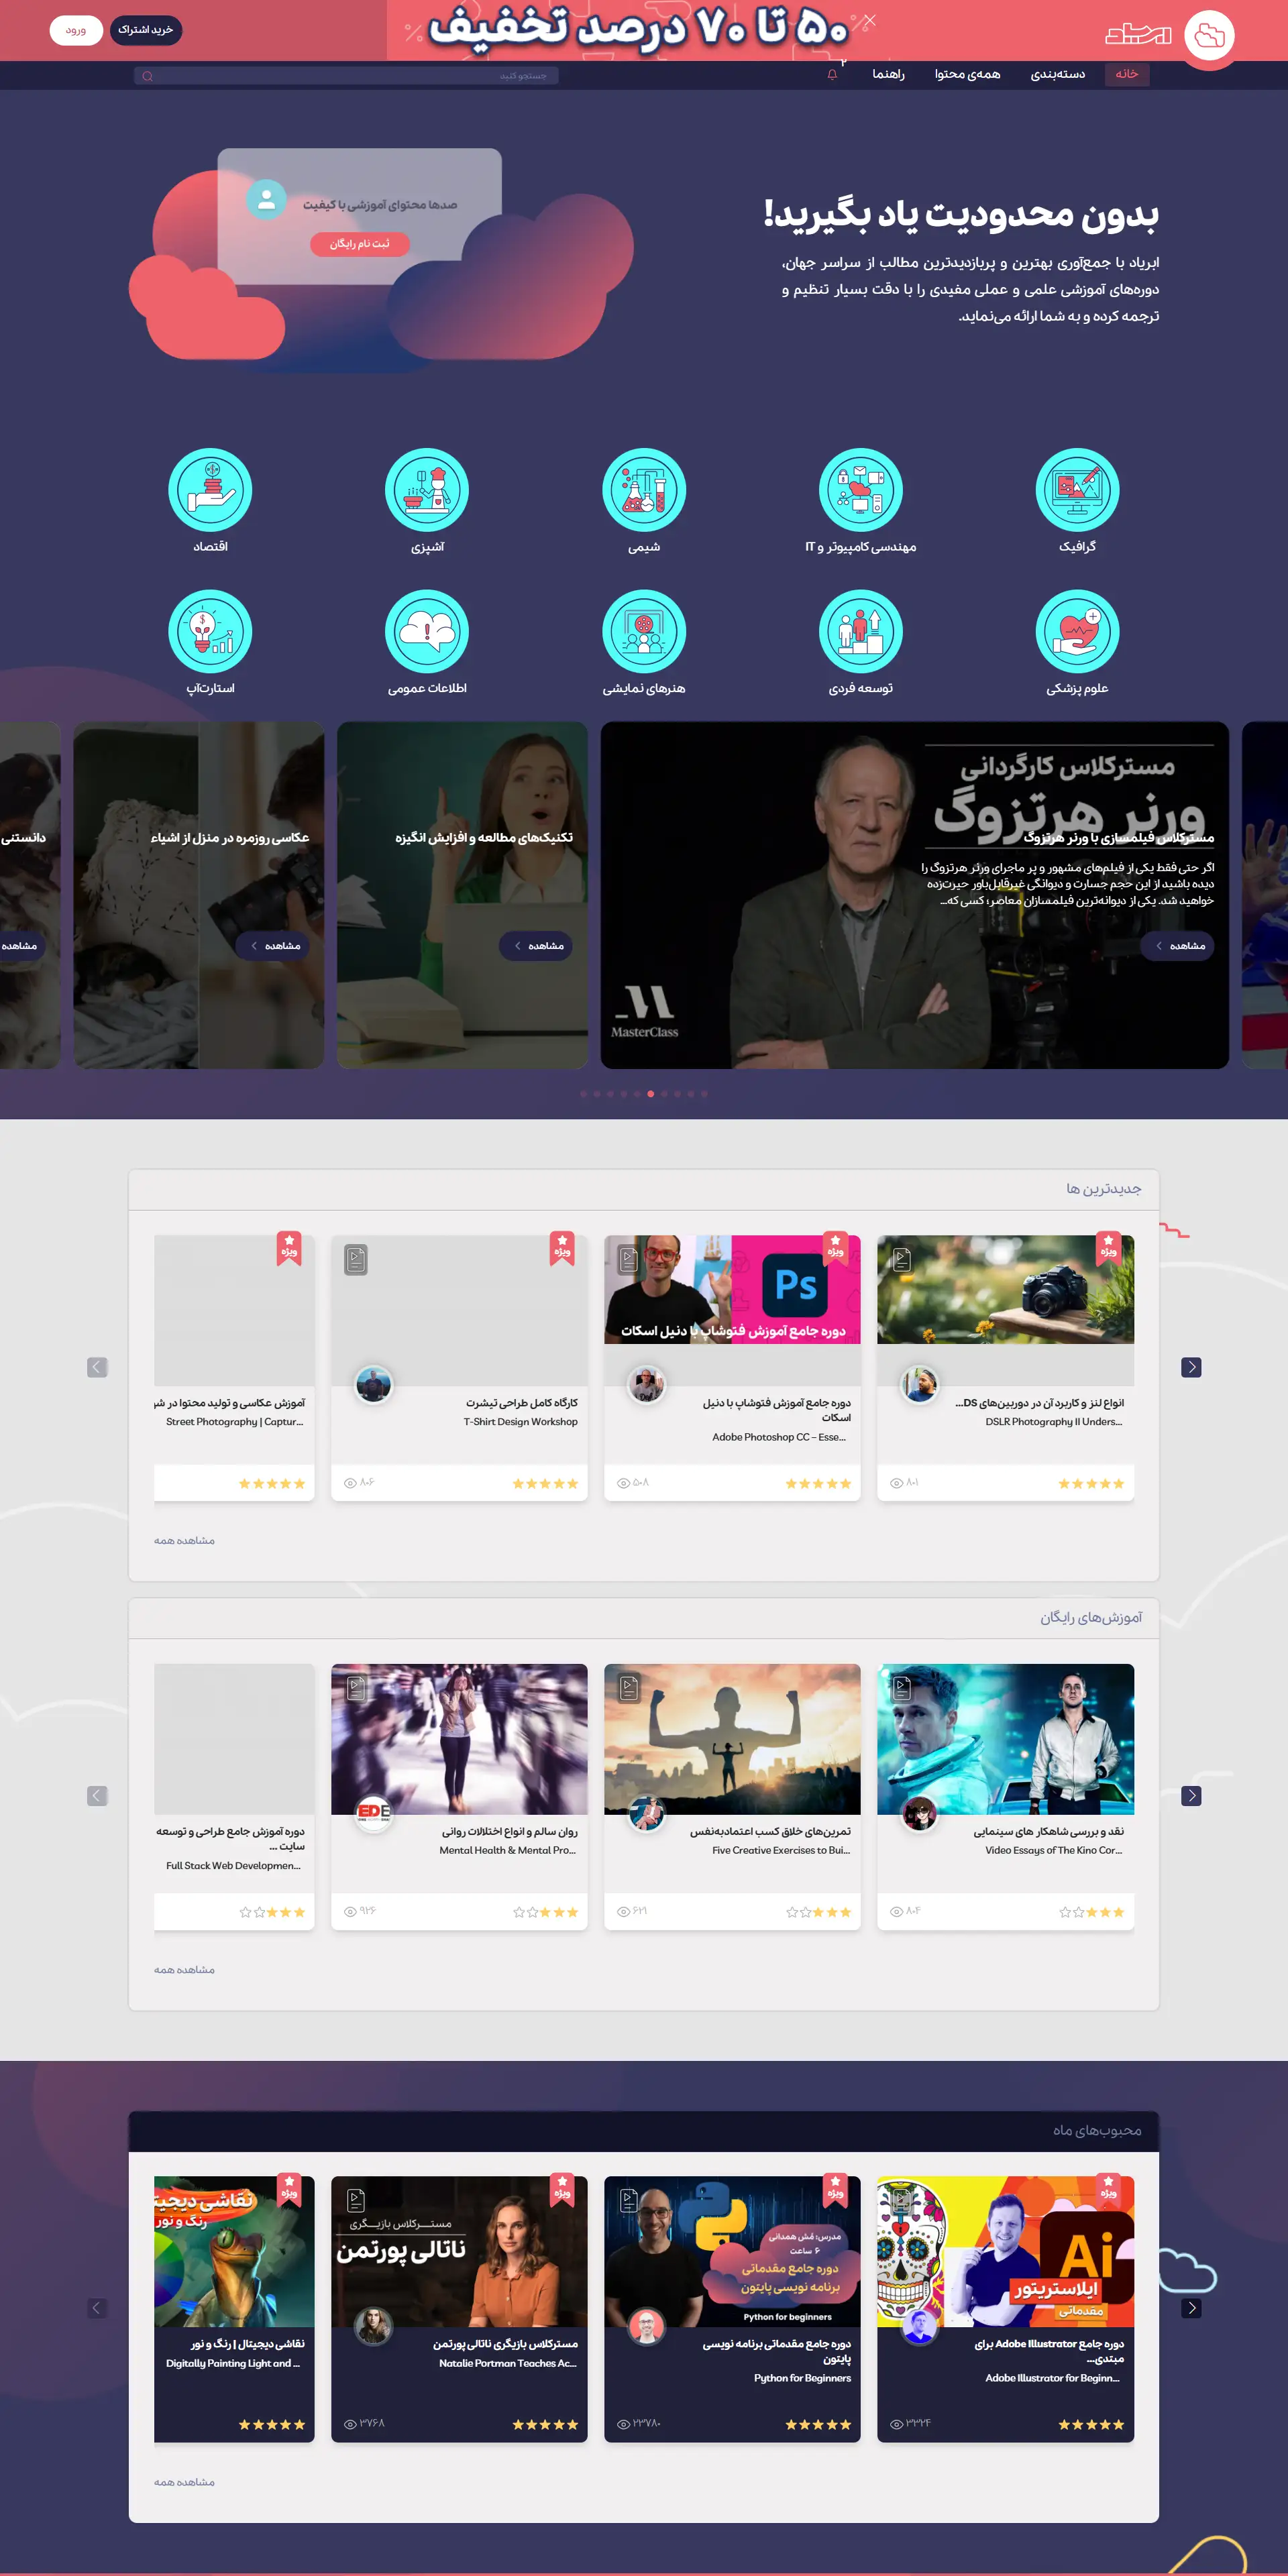 ۵۰ تا ۷۰ درصد تخفیف
خرید اشتراک
ورود
خانه
دسته‌بندی
همه‌ی محتوا
راهنما
۲
جستجو کنید
بدون محدودیت یاد بگیرید!
ابریاد با جمع‌آوری بهترین و پربازدیدترین مطالب از سراسر جهان،
دوره‌های آموزشی علمی و عملی مفیدی را با دقت بسیار تنظیم و
ترجمه کرده و به شما ارائه می‌نماید.
صدها محتوای آموزشی با کیفیت
ثبت نام رایگان
گرافیک
مهندسی کامپیوتر و IT
شیمی
آشپزی
اقتصاد
علوم پزشکی
توسعه فردی
هنرهای نمایشی
اطلاعات عمومی
استارت‌آپ
مسترکلاس کارگردانی
ورنر هرتزوگ
مسترکلاس فیلمسازی با ورنر هرتزوگ
اگر حتی فقط یکی از فیلم‌های مشهور و پر ماجرای ورنر هرتزوگ را
دیده باشید از این حجم جسارت و دیوانگی غیرقابل‌باور حیرت‌زده
خواهید شد. یکی از دیوانه‌ترین فیلمسازان معاصر؛ کسی که...
مشاهده
MasterClass
تکنیک‌های مطالعه و افزایش انگیزه
مشاهده
عکاسی روزمره در منزل از اشیاء
مشاهده
دانستنی
مشاهده
جدیدترین ها
ویژه
انواع لنز و کاربرد آن در دوربین‌های DS...
DSLR Photography II Unders...
۸۰۱
ویژه
Ps
دوره جامع آموزش فتوشاپ با دنیل اسکات
دوره جامع آموزش فتوشاپ با دنیل
اسکات
Adobe Photoshop CC – Esse...
۵۰۸
ویژه
کارگاه کامل طراحی تیشرت
T-Shirt Design Workshop
۸۰۶
ویژه
آموزش عکاسی و تولید محتوا در شو
Street Photography | Captur...
مشاهده همه
آموزش‌های رایگان
نقد و بررسی شاهکار های سینمایی
Video Essays of The Kino Cor...
۸۰۴
تمرین‌های خلاق کسب اعتمادبه‌نفس
Five Creative Exercises to Bui...
۶۲۱
روان سالم و انواع اختلالات روانی
Mental Health & Mental Pro...
۹۲۶
دوره آموزش جامع طراحی و توسعه
سایت ...
Full Stack Web Developmen...
مشاهده همه
محبوب‌های ماه
ویژه
Ai
ایلاستریتور
مقدماتی
دوره جامع Adobe Illustrator برای
مبتدی...
Adobe Illustrator for Beginn...
۳۳۲۴
ویژه
مدرس: مُش همدانی
۶ ساعت
دوره جامع مقدماتی
برنامه نویسی پایتون
Python for beginners
دوره جامع مقدماتی برنامه نویسی
پایتون
Python for Beginners
۲۳۷۸۰
ویژه
مسترکلاس بازیگری
ناتالی پورتمن
مسترکلاس بازیگری ناتالی پورتمن
Natalie Portman Teaches Ac...
۳۷۶۸
ویژه
نقاشی دیجیتا
رنگ و نور
نقاشی دیجیتال | رنگ و نور
Digitally Painting Light and ...
مشاهده همه